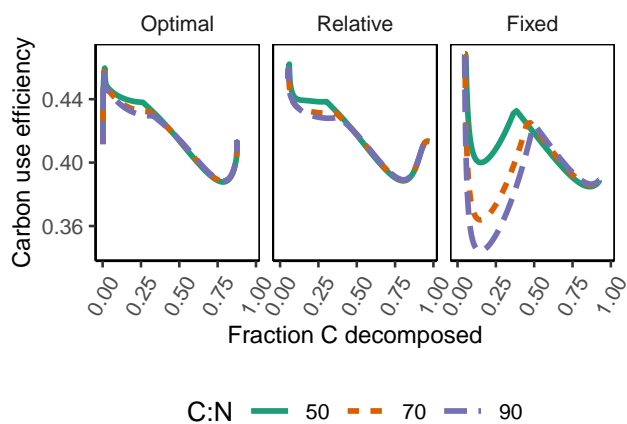 Optimal Relative Fixed
Carbon use efficiency
0.44
0.40
0.36
0.00 0.25 0.50 0.75 1.00 0.00 0.25 0.50 0.75 1.00 0.00 0.25 0.50 0.75 1.00
Fraction C decomposed
C:N 50 70 90